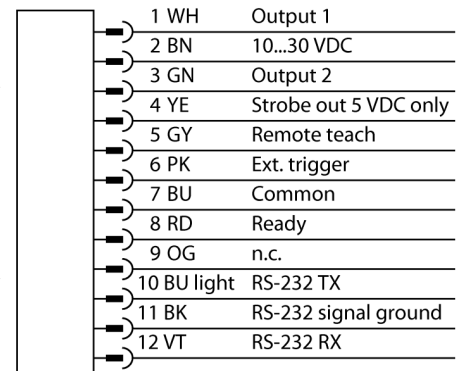 1 WH Output 1
2 BN 10...30 VDC
3 GN Output 2
4 YE Strobe out 5 VDC only
5 GY Remote teach
6 PK Ext. trigger
7 BU Common
8 RD Ready
9 OG n.c.
10 BU light RS-232 TX
11 BK RS-232 signal ground
12 VT RS-232 RX